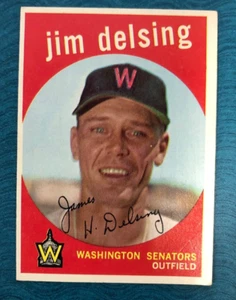 jim delsing
W
James
H. Delsing
W
WASHINGTON SENATORS
OUTFIELD